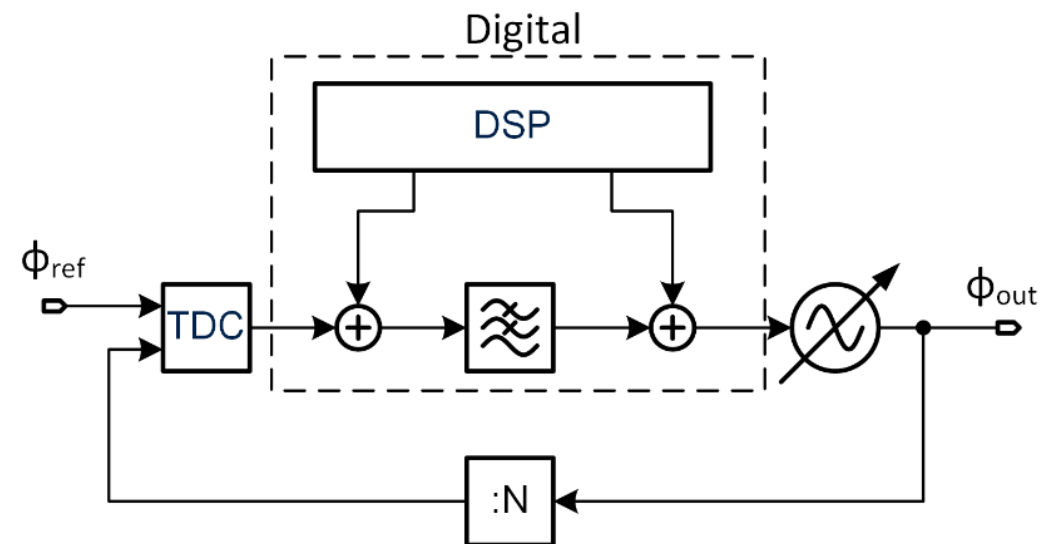 Digital
DSP
ϕref
TDC
ϕout
:N